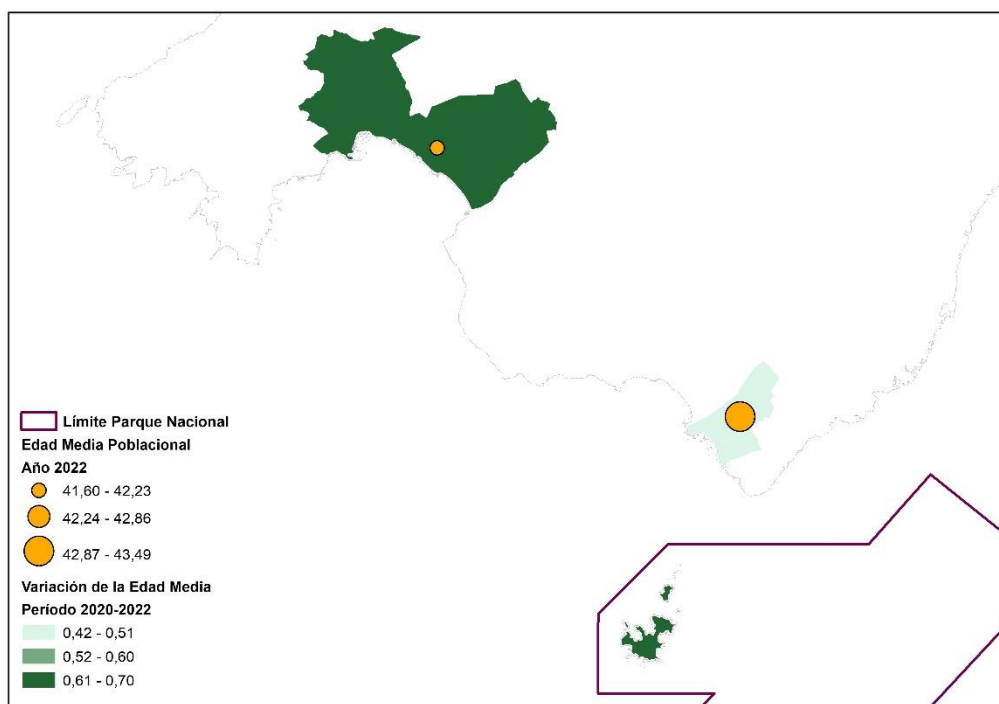 Límite Parque Nacional
Edad Media Poblacional
Año 2022
41,60 - 42,23
42,24 - 42,86
42,87 - 43,49
Variación de la Edad Media
Período 2020-2022
0,42 - 0,51
0,52 - 0,60
0,61 - 0,70